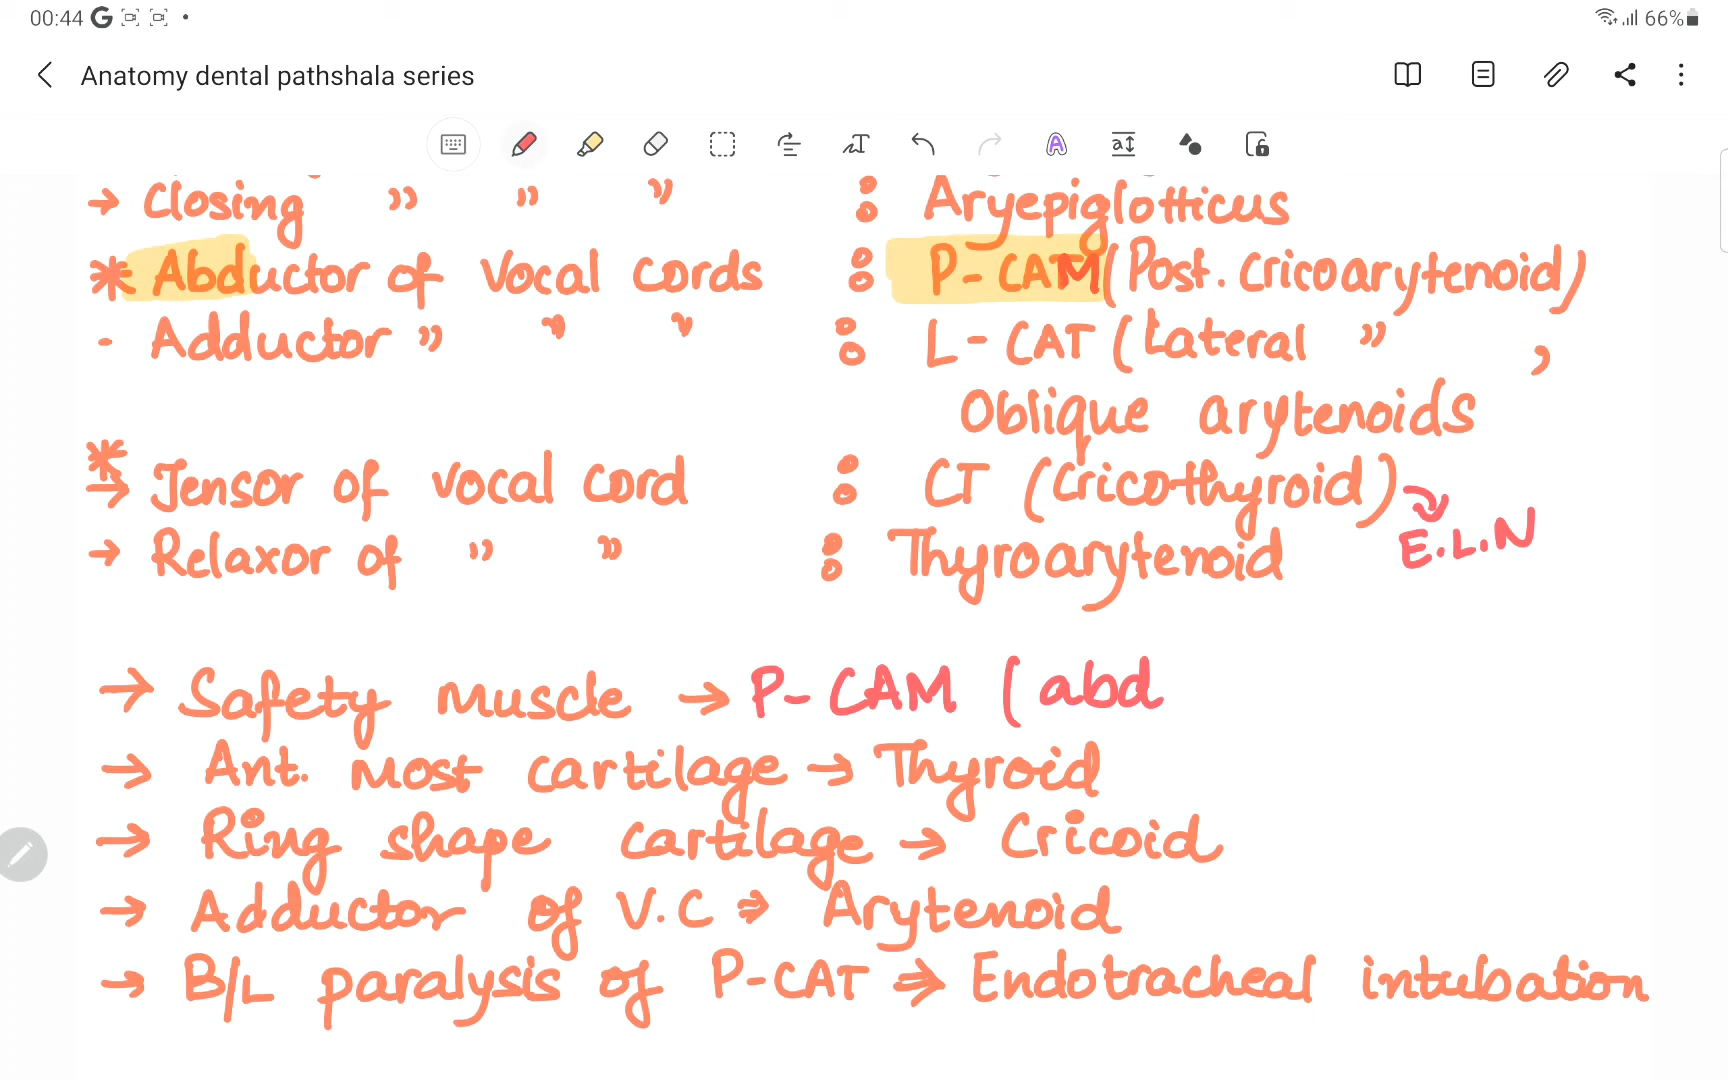 00:44 G 66%
Anatomy dental pathshala series
→ Closing " " " : Aryepiglotticus
* Abductor of Vocal cords : P-CAM (Post. cricoarytenoid)
- Adductor " " " : L-CAT (Lateral " ,
Oblique arytenoids
* → Tensor of vocal cord : CT (cricothyroid)
E.L.N
→ Relaxor of " " : Thyroarytenoid
→ Safety Muscle → P-CAM (abd
→ Ant. Most cartilage → Thyroid
→ Ring shape cartilage → Cricoid
→ Adductor of V.C ⇒ Arytenoid
→ B/L paralysis of P-CAT ⇒ Endotracheal intubation